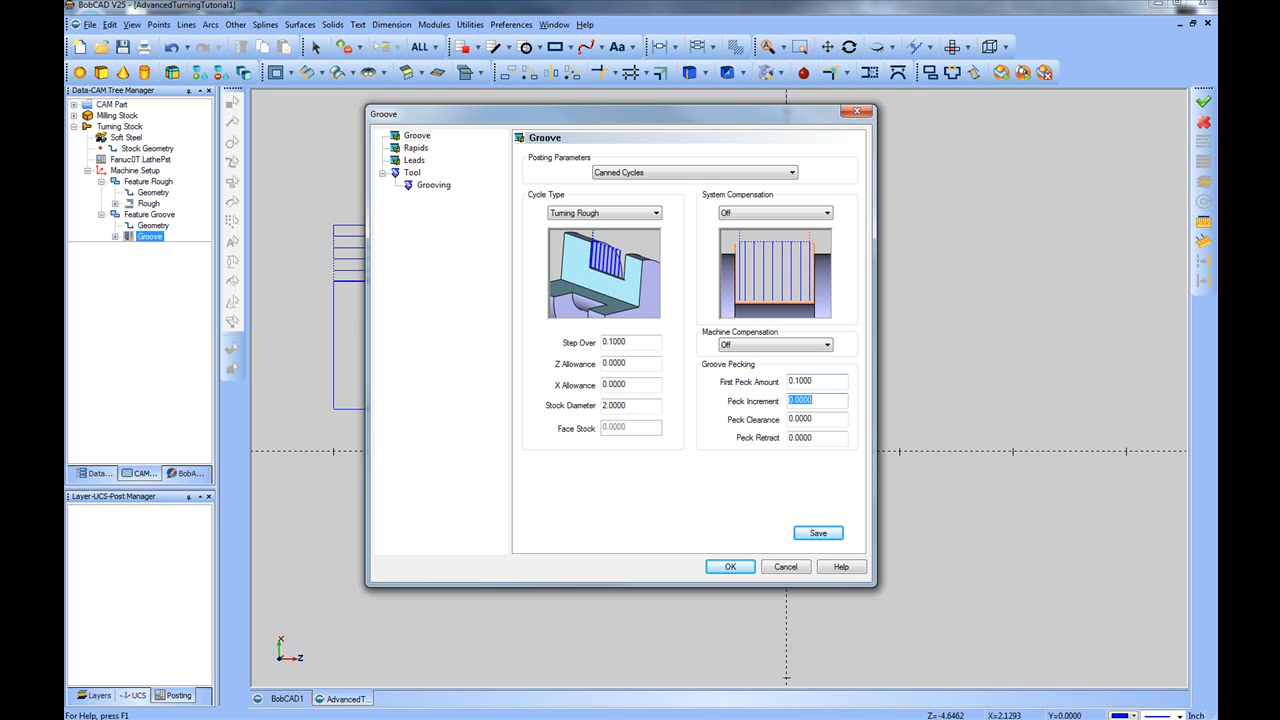 BobCAD V25 - [AdvancedTurningTutorial1]
File Edit View Points Lines Arcs Other Splines Surfaces Solids Text Dimension Modules Utilities Preferences Window Help
ALL
Aa
Data-CAM Tree Manager
CAM Part
Milling Stock
Turning Stock
Soft Steel
Stock Geometry
Fanuc0T.LathePst
Machine Setup
Feature Rough
Geometry
Rough
Feature Groove
Geometry
Groove
Data... CAM... BobA...
Layer-UCS-Post Manager
Layers UCS Posting
Groove
Groove
Rapids
Leads
Tool
Grooving
Groove
Posting Parameters
Canned Cycles
Cycle Type
Turning Rough
System Compensation
Off
Step Over 0.1000
Z Allowance 0.0000
X Allowance 0.0000
Stock Diameter 2.0000
Face Stock 0.0000
Machine Compensation
Off
Groove Pecking
First Peck Amount 0.1000
Peck Increment 0.0000
Peck Clearance 0.0000
Peck Retract 0.0000
Save
OK Cancel Help
X
Z
BobCAD1 AdvancedT...
For Help, press F1
Z=-4.6462 X=2.1293 Y=0.0000 Inch